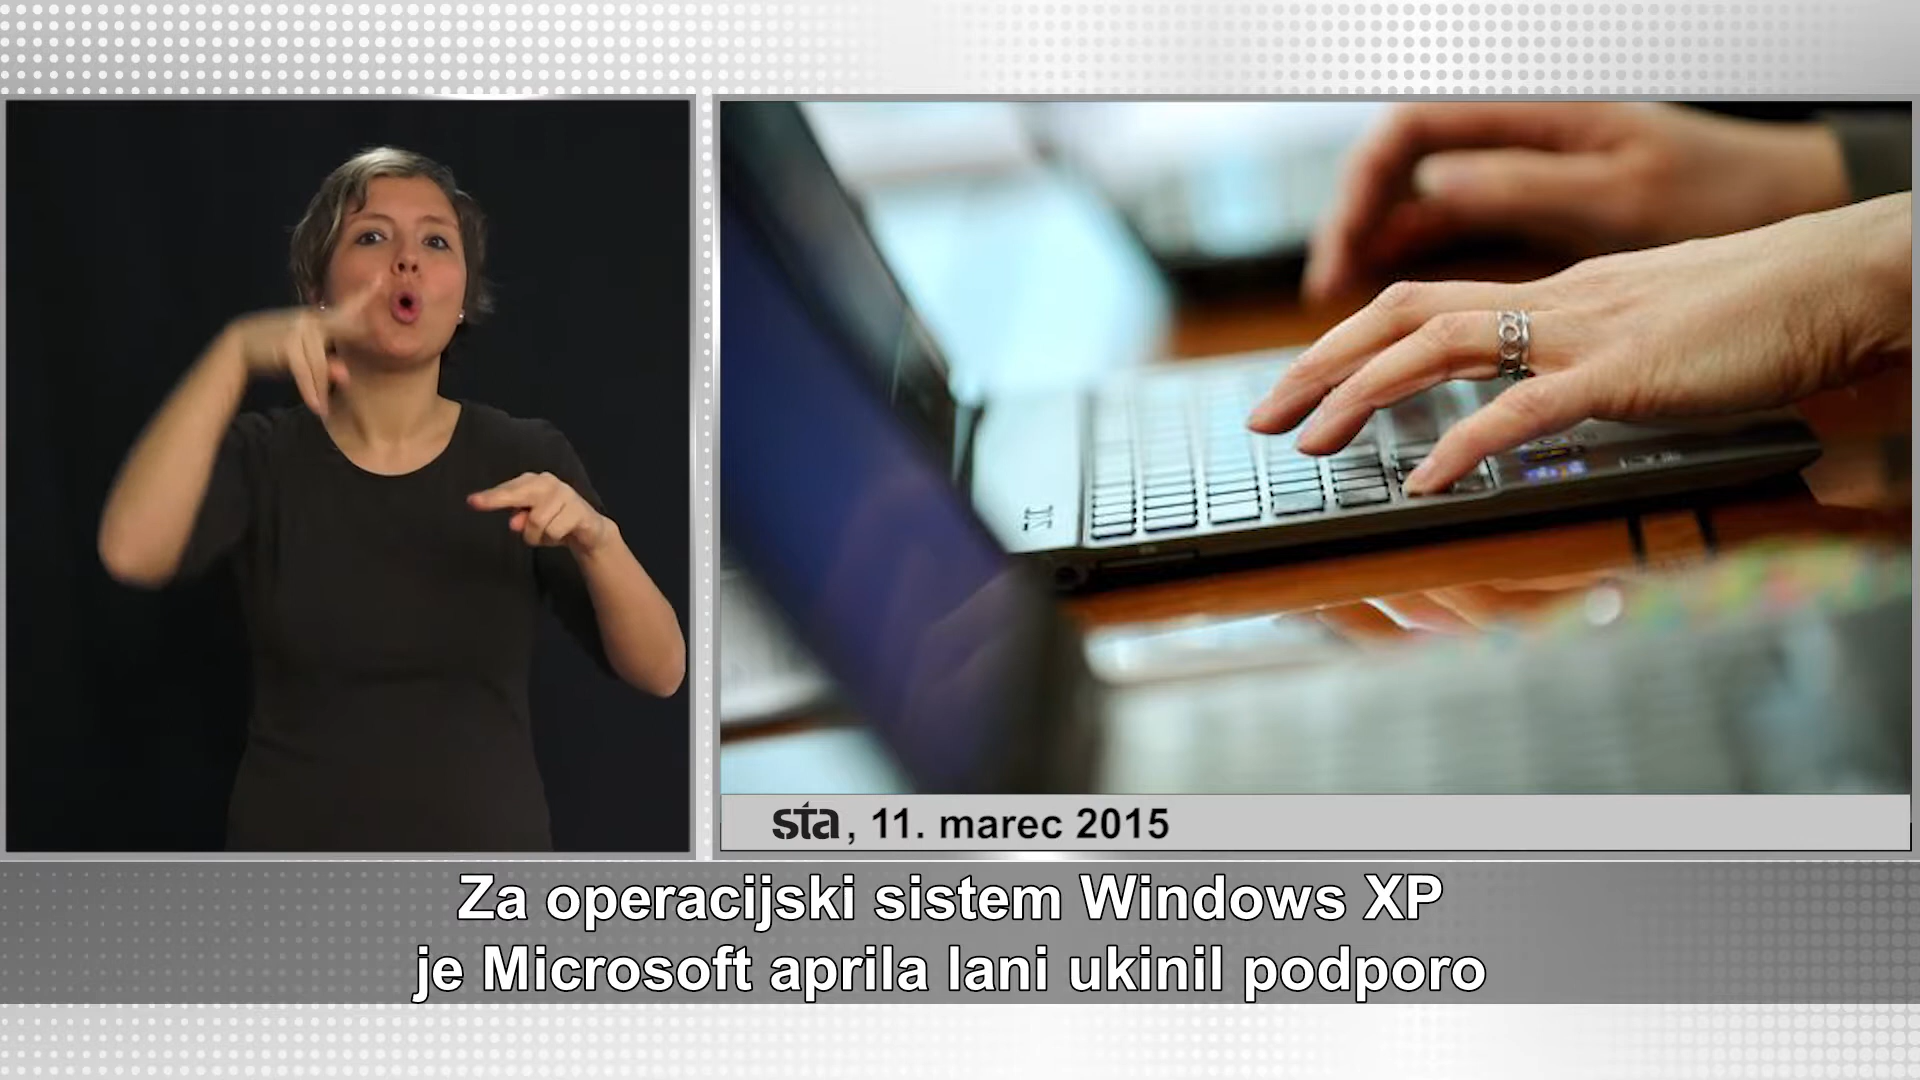 sta, 11. marec 2015
Za operacijski sistem Windows XP
je Microsoft aprila lani ukinil podporo